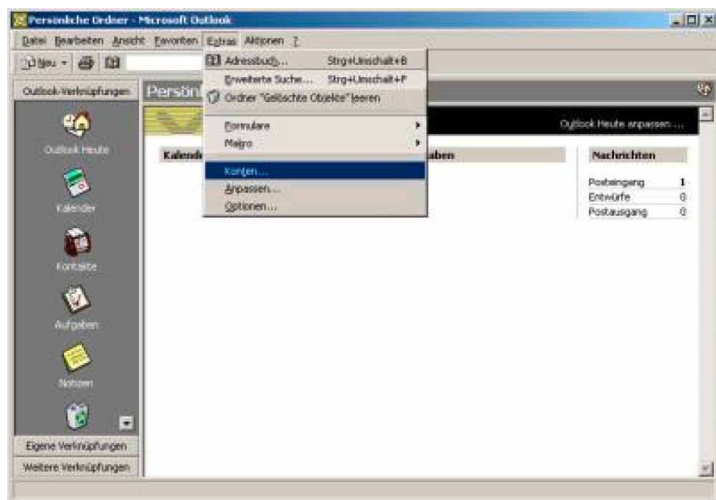 Persönliche Ordner - Microsoft Outlook
Datei Bearbeiten Ansicht Favoriten Extras Aktionen ?
Neu
Adressbuch... Strg+Umschalt+B
Erweiterte Suche... Strg+Umschalt+F
Ordner "Gelöschte Objekte" leeren
Formulare
Makro
Konten...
Anpassen...
Optionen...
Outlook-Verknüpfungen
Outlook Heute
Kalender
Kontakte
Aufgaben
Notizen
Eigene Verknüpfungen
Weitere Verknüpfungen
Persön
Outlook Heute anpassen ...
Kalend
aben
Nachrichten
Posteingang 1
Entwürfe 0
Postausgang 0